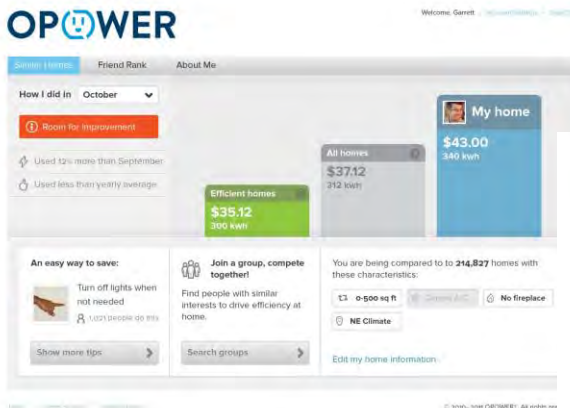 OPOWER
Welcome, Garrett
Similar Homes Friend Rank About Me
How I did in October
Room for Improvement
Used 12% more than September
Used less than yearly average
Efficient homes
$35.12
300 kwh
All homes
$37.12
312 kwh
My home
$43.00
340 kwh
An easy way to save:
Turn off lights when
not needed
1,021 people do this
Show more tips
Join a group, compete
together!
Find people with similar
interests to drive efficiency at
home.
Search groups
You are being compared to to 214,827 homes with
these characteristics:
0-500 sq ft
Central A/C
No fireplace
NE Climate
Edit my home information